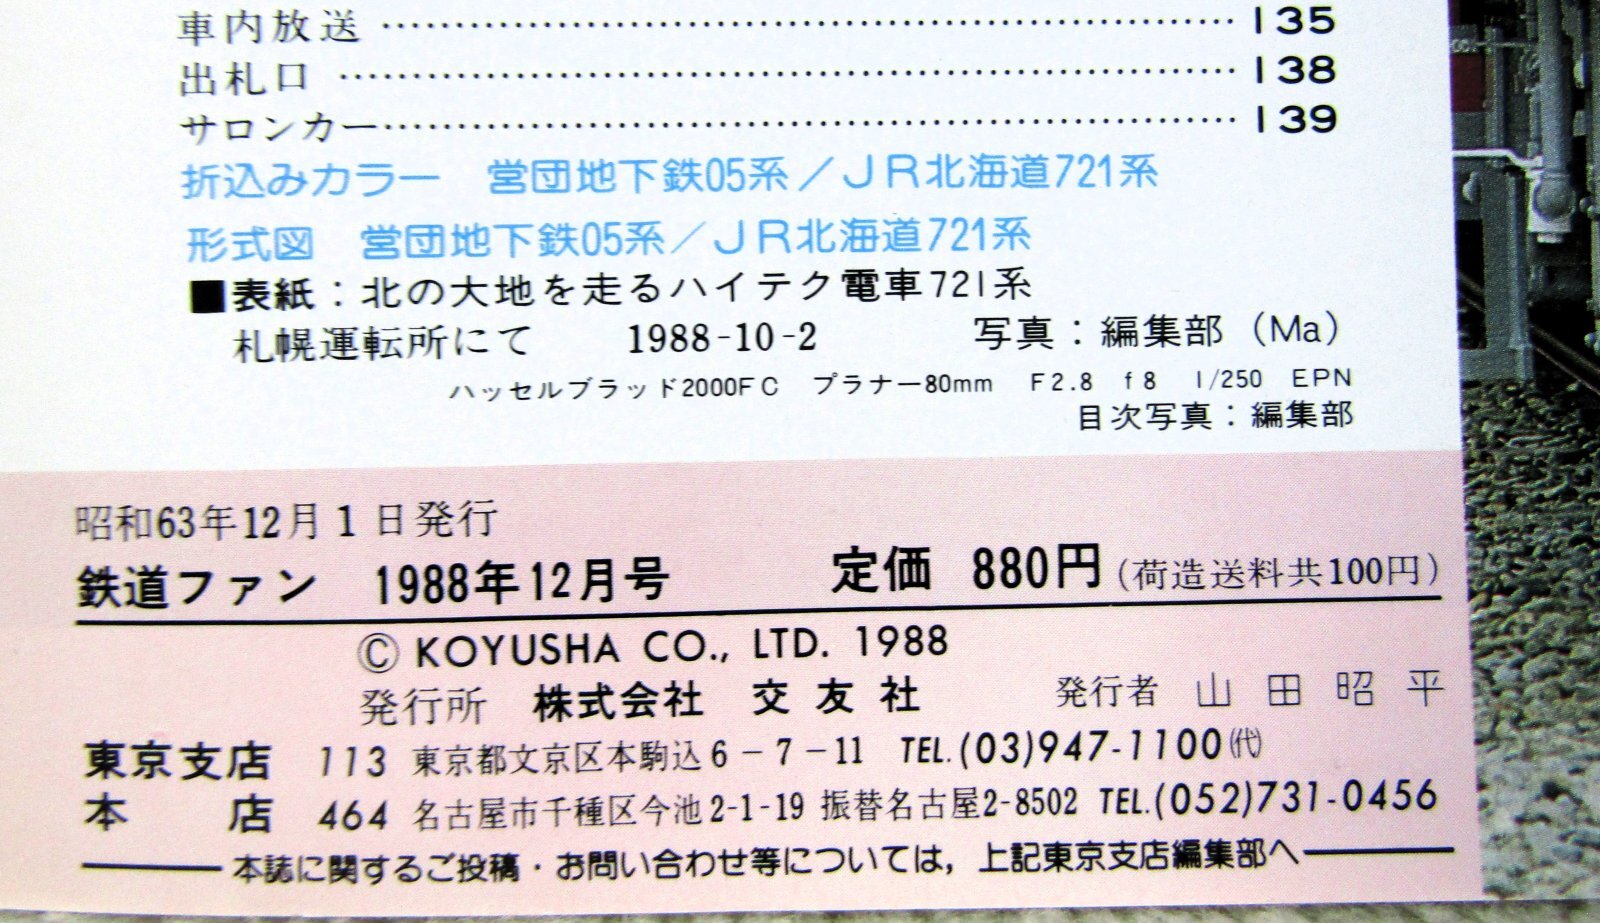 車内放送 …… 135
出札口 …… 138
サロンカー …… 139
折込みカラー　営団地下鉄05系／JR北海道721系
形式図　営団地下鉄05系／JR北海道721系
■表紙：北の大地を走るハイテク電車721系
札幌運転所にて　1988-10-2　写真：編集部（Ma）
ハッセルブラッド2000FC　プラナー80mm　F2.8　f8　1/250　EPN
目次写真：編集部
昭和63年12月1日発行
鉄道ファン　1988年12月号　定価　880円（荷造送料共100円）
© KOYUSHA CO., LTD. 1988
発行所　株式会社　交友社　発行者　山田昭平
東京支店　113　東京都文京区本駒込6－7－11　TEL.(03)947-1100㈹
本店　464　名古屋市千種区今池2-1-19　振替名古屋2-8502　TEL.(052)731-0456
本誌に関するご投稿・お問い合わせ等については，上記東京支店編集部へ